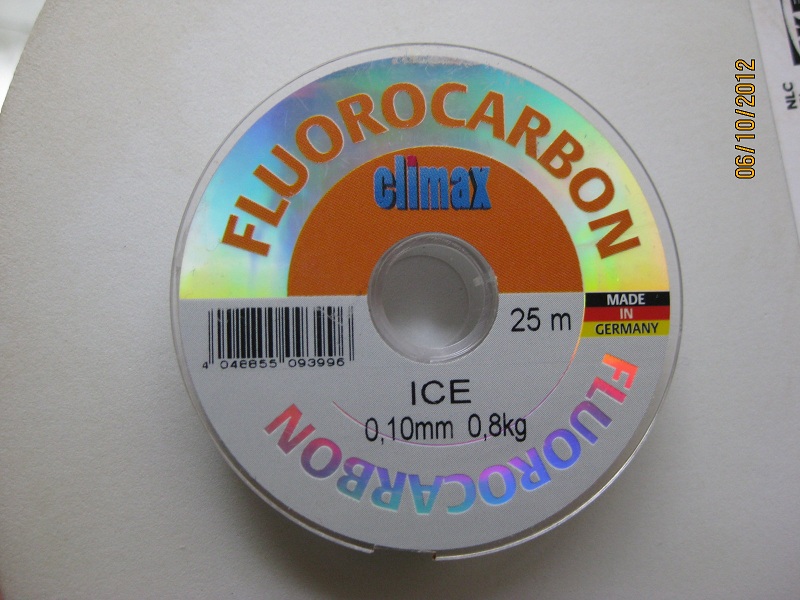 FLUOROCARBON
climax
25 m
MADE
IN
GERMANY
4 046855 093996
ICE
0,10mm 0,8kg
FLUOROCARBON
NLC
06/10/2012